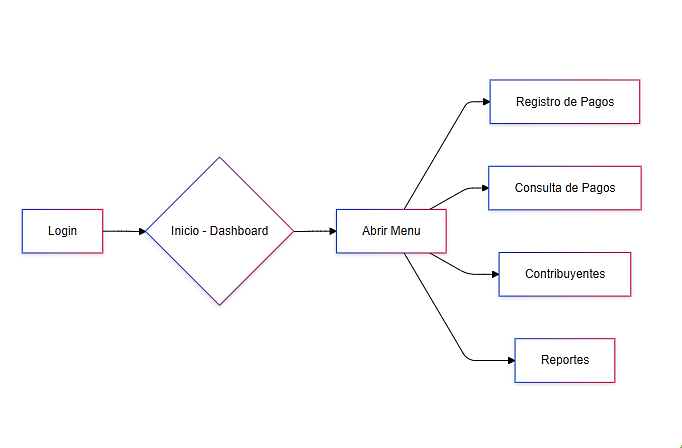 Login
Inicio - Dashboard
Abrir Menu
Registro de Pagos
Consulta de Pagos
Contribuyentes
Reportes